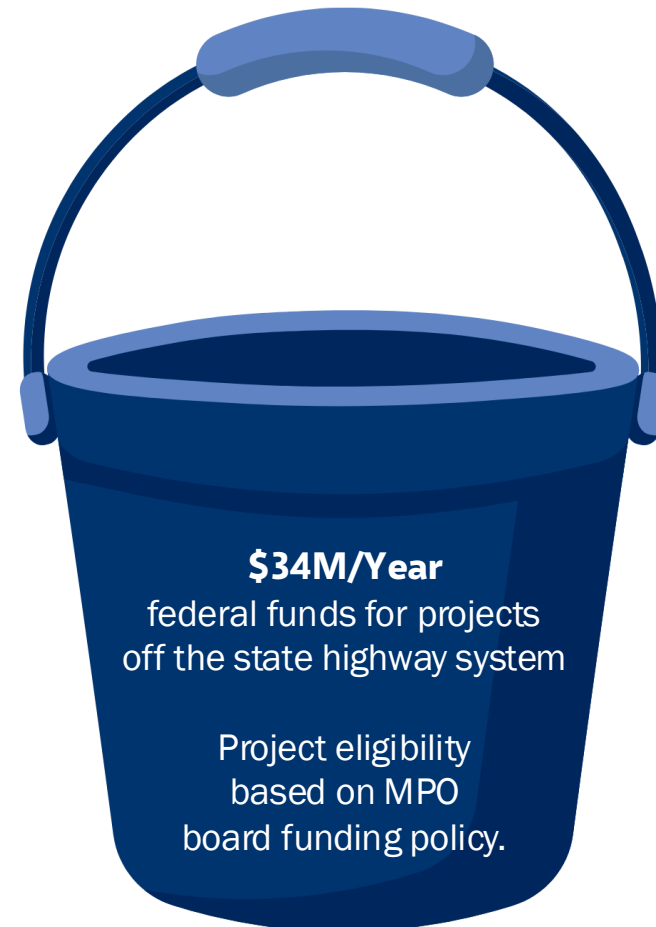 $34M/Year
federal funds for projects
off the state highway system
Project eligibility
based on MPO
board funding policy.